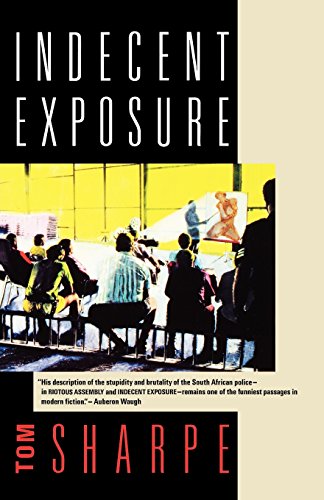 INDECENT
EXPOSURE
"His description of the stupidity and brutality of the South African police—
in RIOTOUS ASSEMBLY and INDECENT EXPOSURE—remains one of the funniest passages in
modern fiction."— Auberon Waugh
TOM
SHARPE